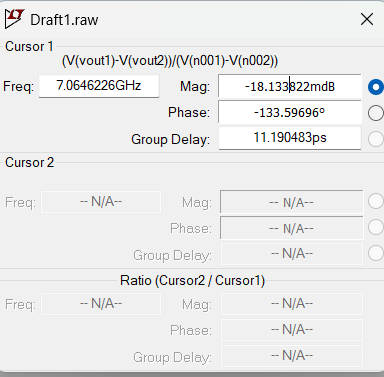 Draft1.raw
Cursor 1
(V(vout1)-V(vout2))/(V(n001)-V(n002))
Freq: 7.0646226GHz Mag: -18.133822mdB
Phase: -133.59696°
Group Delay: 11.190483ps
Cursor 2
Freq: -- N/A-- Mag: -- N/A--
Phase: -- N/A--
Group Delay: -- N/A--
Ratio (Cursor2 / Cursor1)
Freq: -- N/A-- Mag: -- N/A--
Phase: -- N/A--
Group Delay: -- N/A--